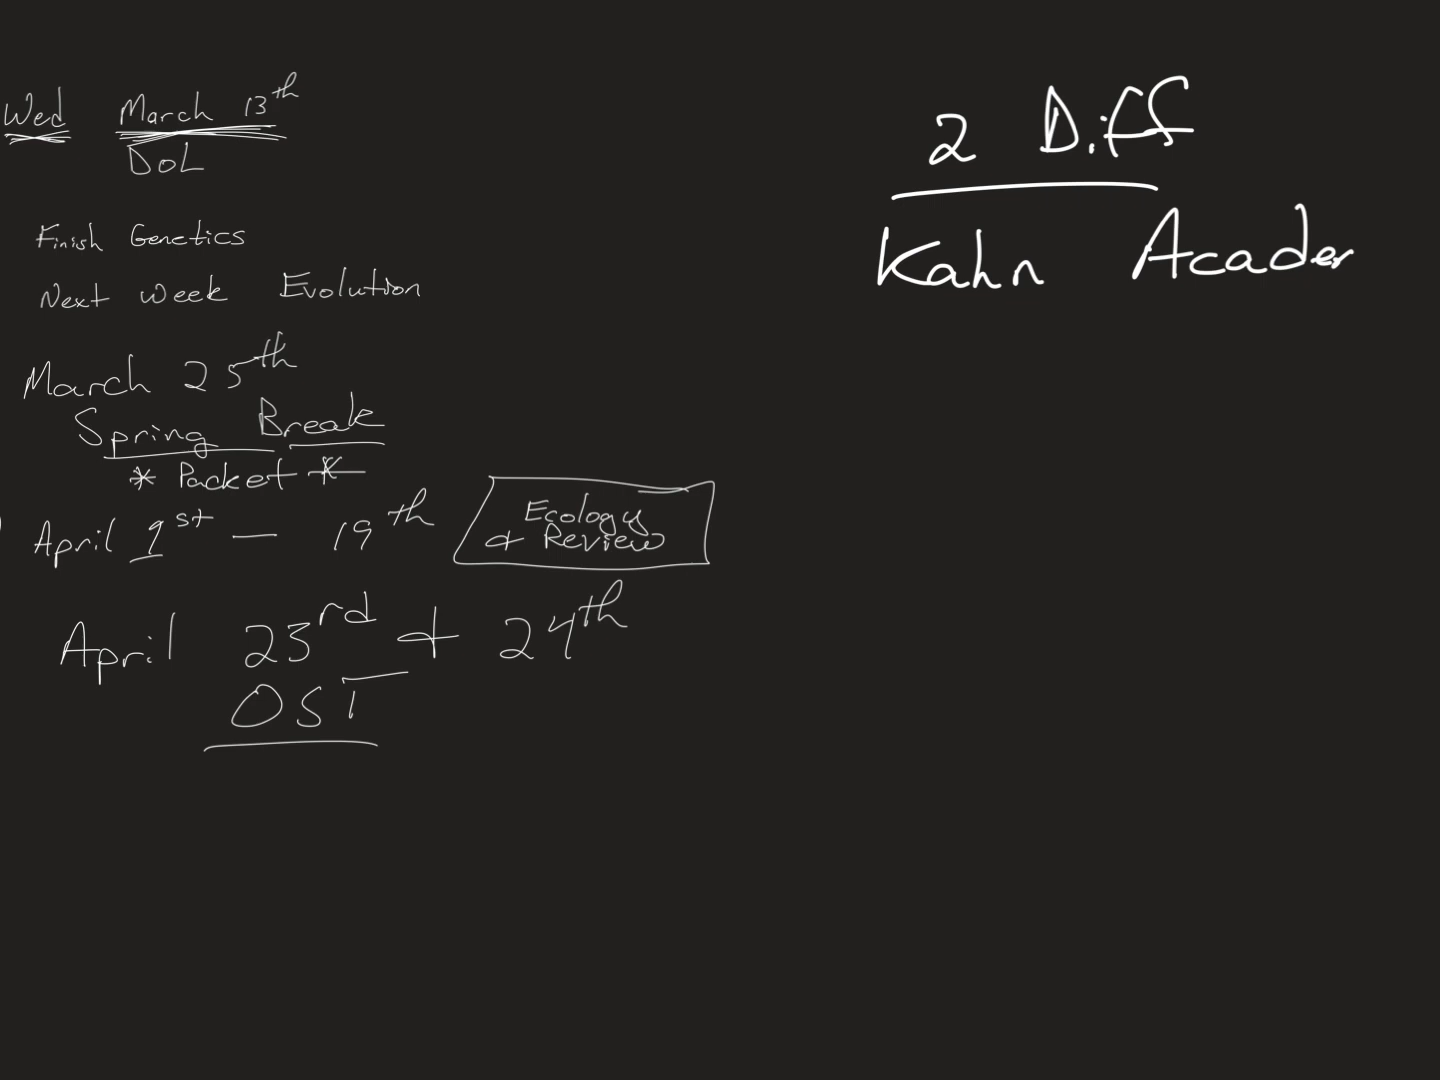 Wed March 13th
DOL
Finish Genetics
Next Week Evolution
March 25th
Spring Break
* Packet *
April 1st — 19th
Ecology
+ Review
April 23rd + 24th
OST
2 Diff
Kahn Academ